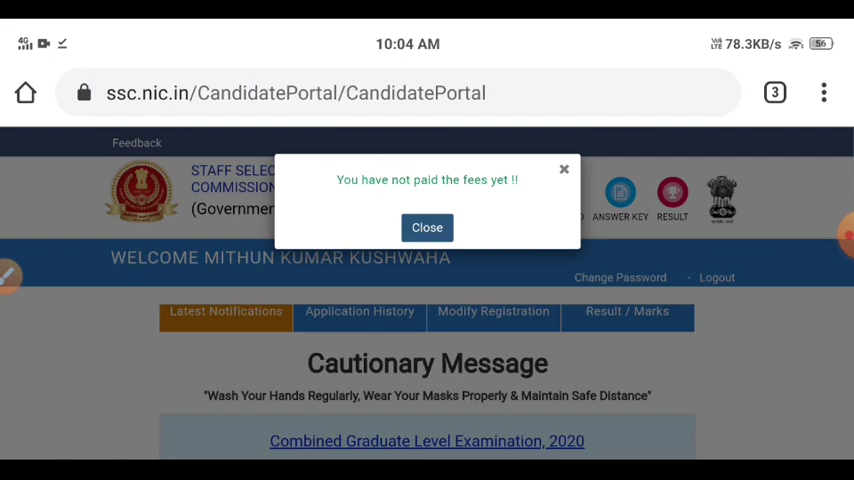 4G
10:04 AM
Vo) LTE 78.3KB/s
56
ssc.nic.in/CandidatePortal/CandidatePortal
3
Feedback
STAFF SELEC
COMMISSION
(Governmen
You have not paid the fees yet !!
Close
ANSWER KEY
RESULT
WELCOME MITHUN KUMAR KUSHWAHA
Change Password - Logout
Latest Notifications
Application History
Modify Registration
Result / Marks
Cautionary Message
"Wash Your Hands Regularly, Wear Your Masks Properly & Maintain Safe Distance"
Combined Graduate Level Examination, 2020